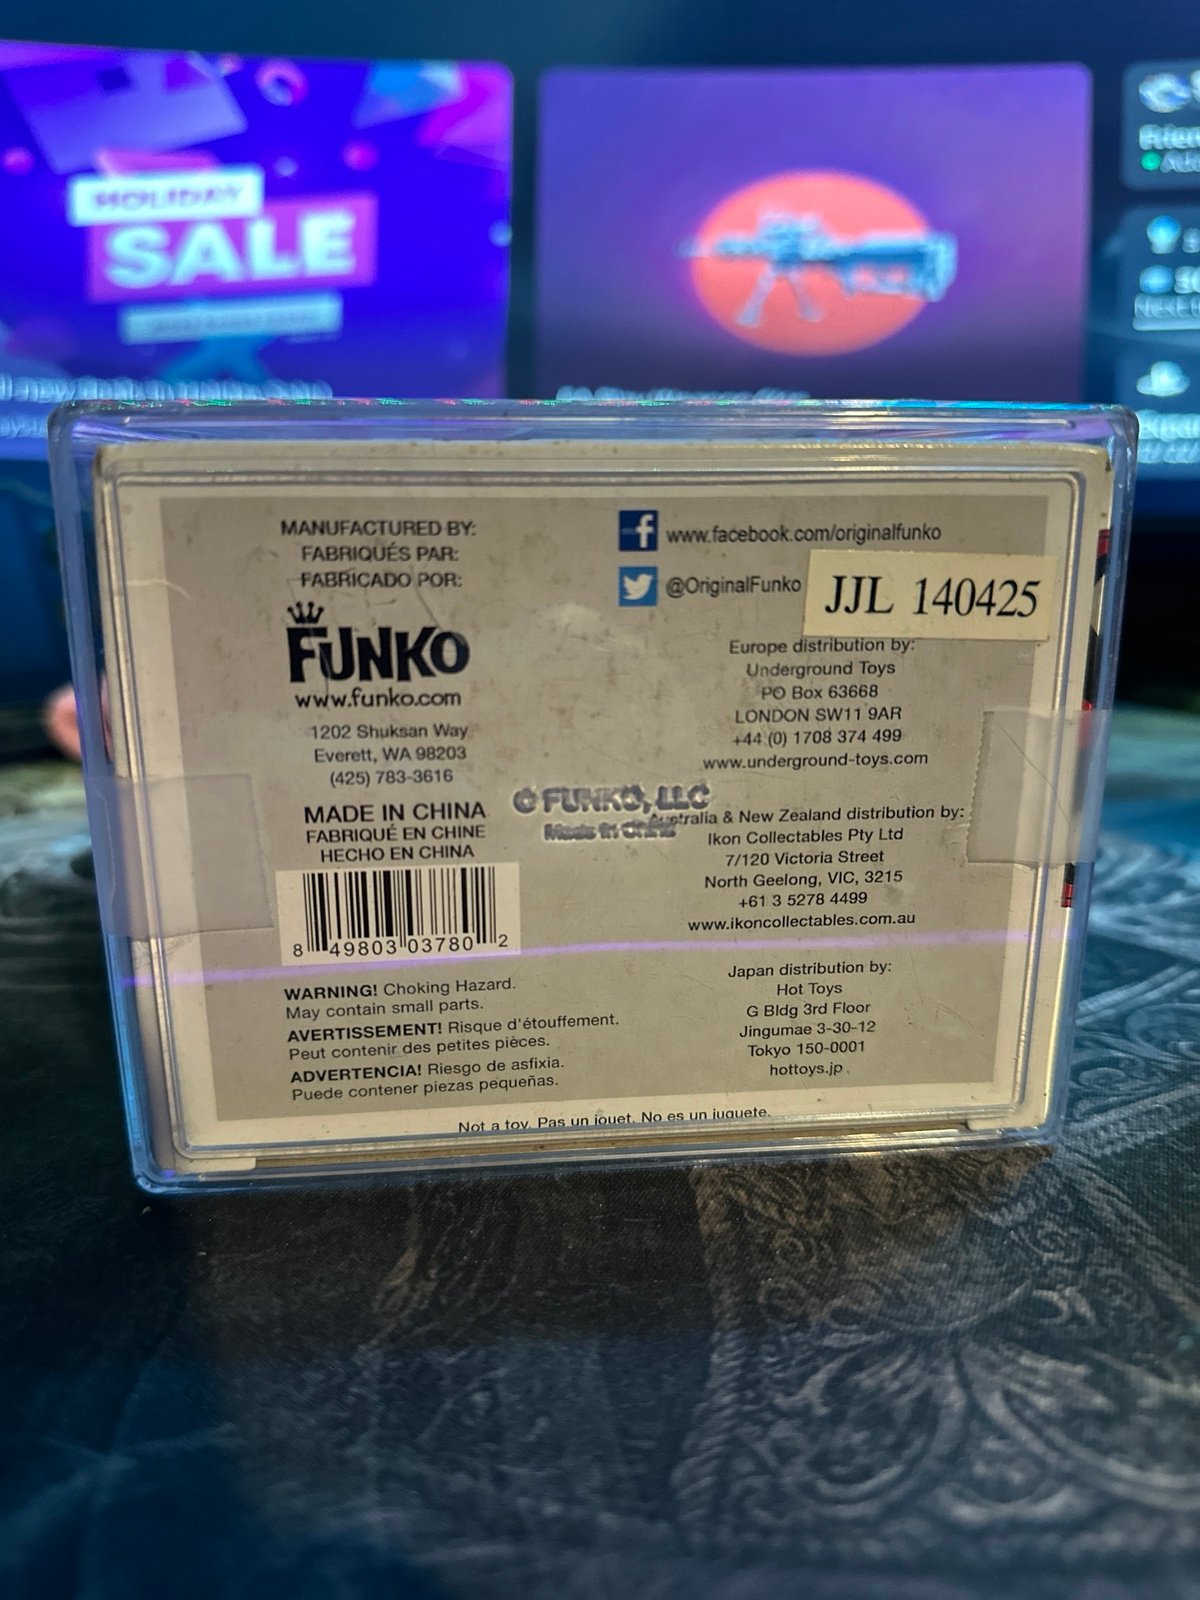 HOLIDAY
SALE
MANUFACTURED BY:
FABRIQUÉS PAR:
FABRICADO POR:
FUNKO
www.funko.com
1202 Shuksan Way
Everett, WA 98203
(425) 783-3616
MADE IN CHINA
FABRIQUÉ EN CHINE
HECHO EN CHINA
8 49803 03780 2
WARNING! Choking Hazard.
May contain small parts.
AVERTISSEMENT! Risque d'étouffement.
Peut contenir des petites pièces.
ADVERTENCIA! Riesgo de asfixia.
Puede contener piezas pequeñas.
© FUNKO, LLC
Made in China
f www.facebook.com/originalfunko
@OriginalFunko
JJL 140425
Europe distribution by:
Underground Toys
PO Box 63668
LONDON SW11 9AR
+44 (0) 1708 374 499
www.underground-toys.com
Australia & New Zealand distribution by:
Ikon Collectables Pty Ltd
7/120 Victoria Street
North Geelong, VIC, 3215
+61 3 5278 4499
www.ikoncollectables.com.au
Japan distribution by:
Hot Toys
G Bldg 3rd Floor
Jingumae 3-30-12
Tokyo 150-0001
hottoys.jp
Not a toy. Pas un jouet. No es un juguete.